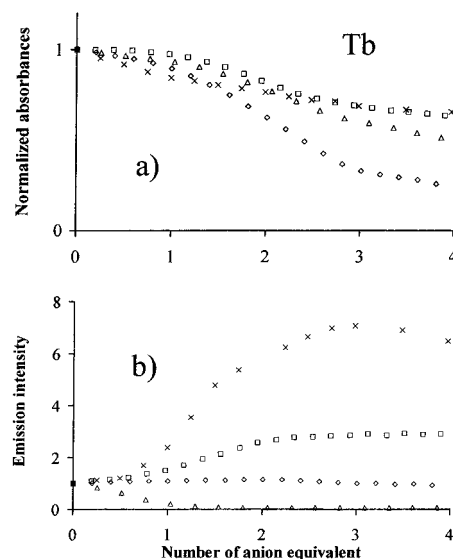 Tb
Normalized absorbances
1
0
a)
0 1 2 3 4
Emission intensity
8
6
4
2
0
b)
0 1 2 3 4
Number of anion equivalent